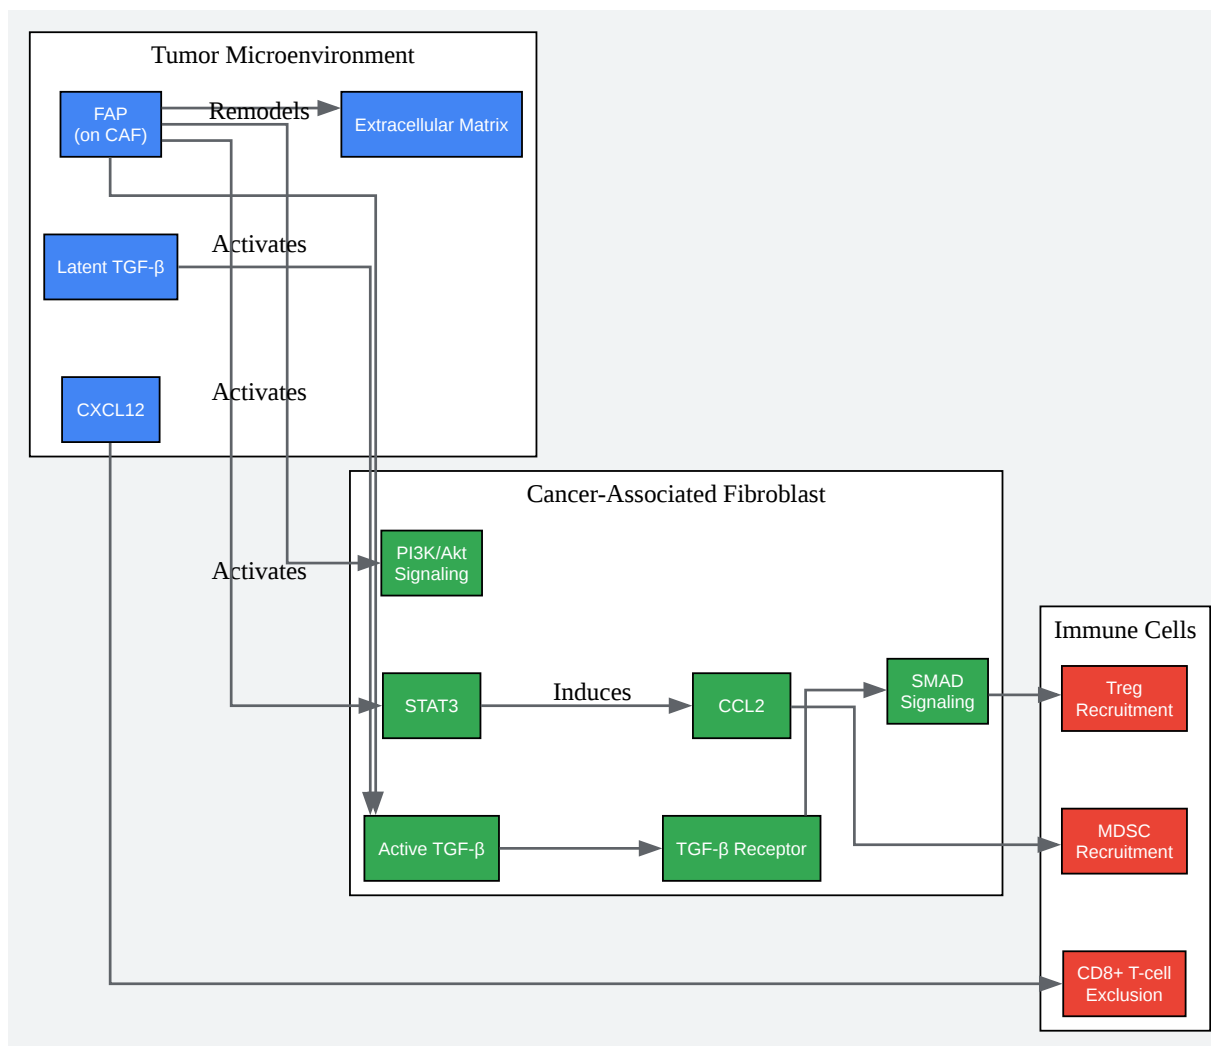 Tumor Microenvironment
FAP
(on CAF)
Remodels
Extracellular Matrix
Activates
Latent TGF-β
Activates
CXCL12
Cancer-Associated Fibroblast
PI3K/Akt
Signaling
Activates
STAT3
Induces
CCL2
SMAD
Signaling
Active TGF-β
TGF-β Receptor
Immune Cells
Treg
Recruitment
MDSC
Recruitment
CD8+ T-cell
Exclusion